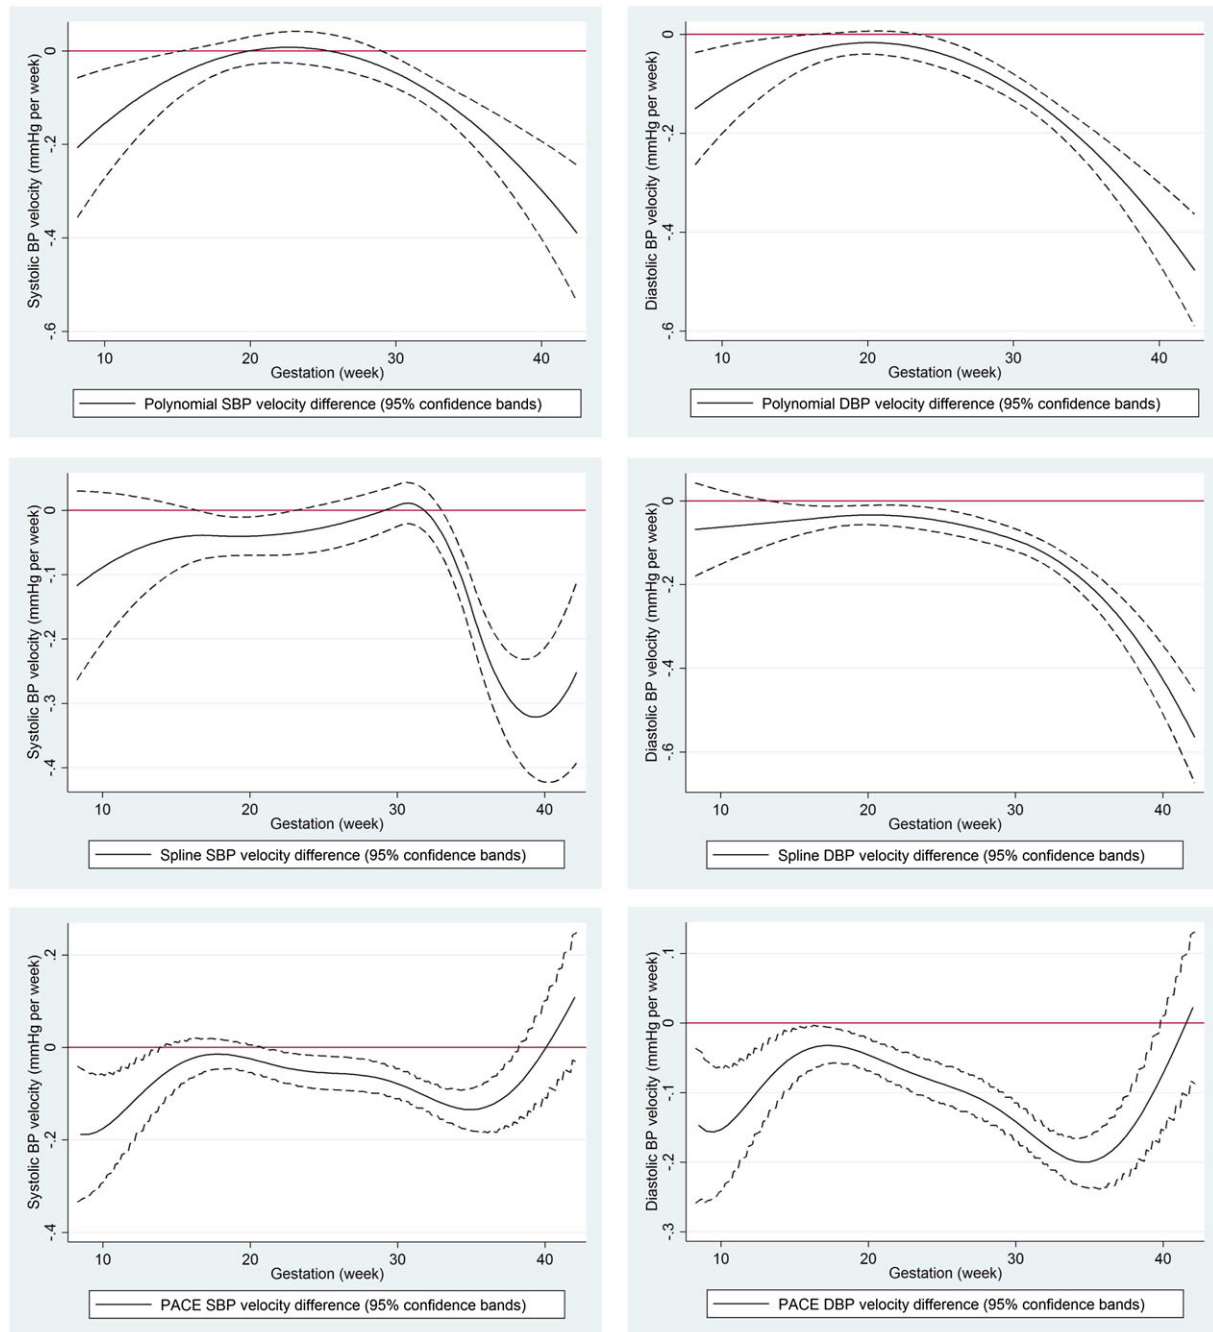 Systolic BP velocity (mmHg per week)
0
-.2
-.4
-.6
10 20 30 40
Gestation (week)
Polynomial SBP velocity difference (95% confidence bands)
Diastolic BP velocity (mmHg per week)
0
-.2
-.4
-.6
10 20 30 40
Gestation (week)
Polynomial DBP velocity difference (95% confidence bands)
Systolic BP velocity (mmHg per week)
0
-.1
-.2
-.3
-.4
10 20 30 40
Gestation (week)
Spline SBP velocity difference (95% confidence bands)
Diastolic BP velocity (mmHg per week)
0
-.2
-.4
-.6
10 20 30 40
Gestation (week)
Spline DBP velocity difference (95% confidence bands)
Systolic BP velocity (mmHg per week)
.2
0
-.2
-.4
10 20 30 40
Gestation (week)
PACE SBP velocity difference (95% confidence bands)
Diastolic BP velocity (mmHg per week)
.1
0
-.1
-.2
-.3
10 20 30 40
Gestation (week)
PACE DBP velocity difference (95% confidence bands)